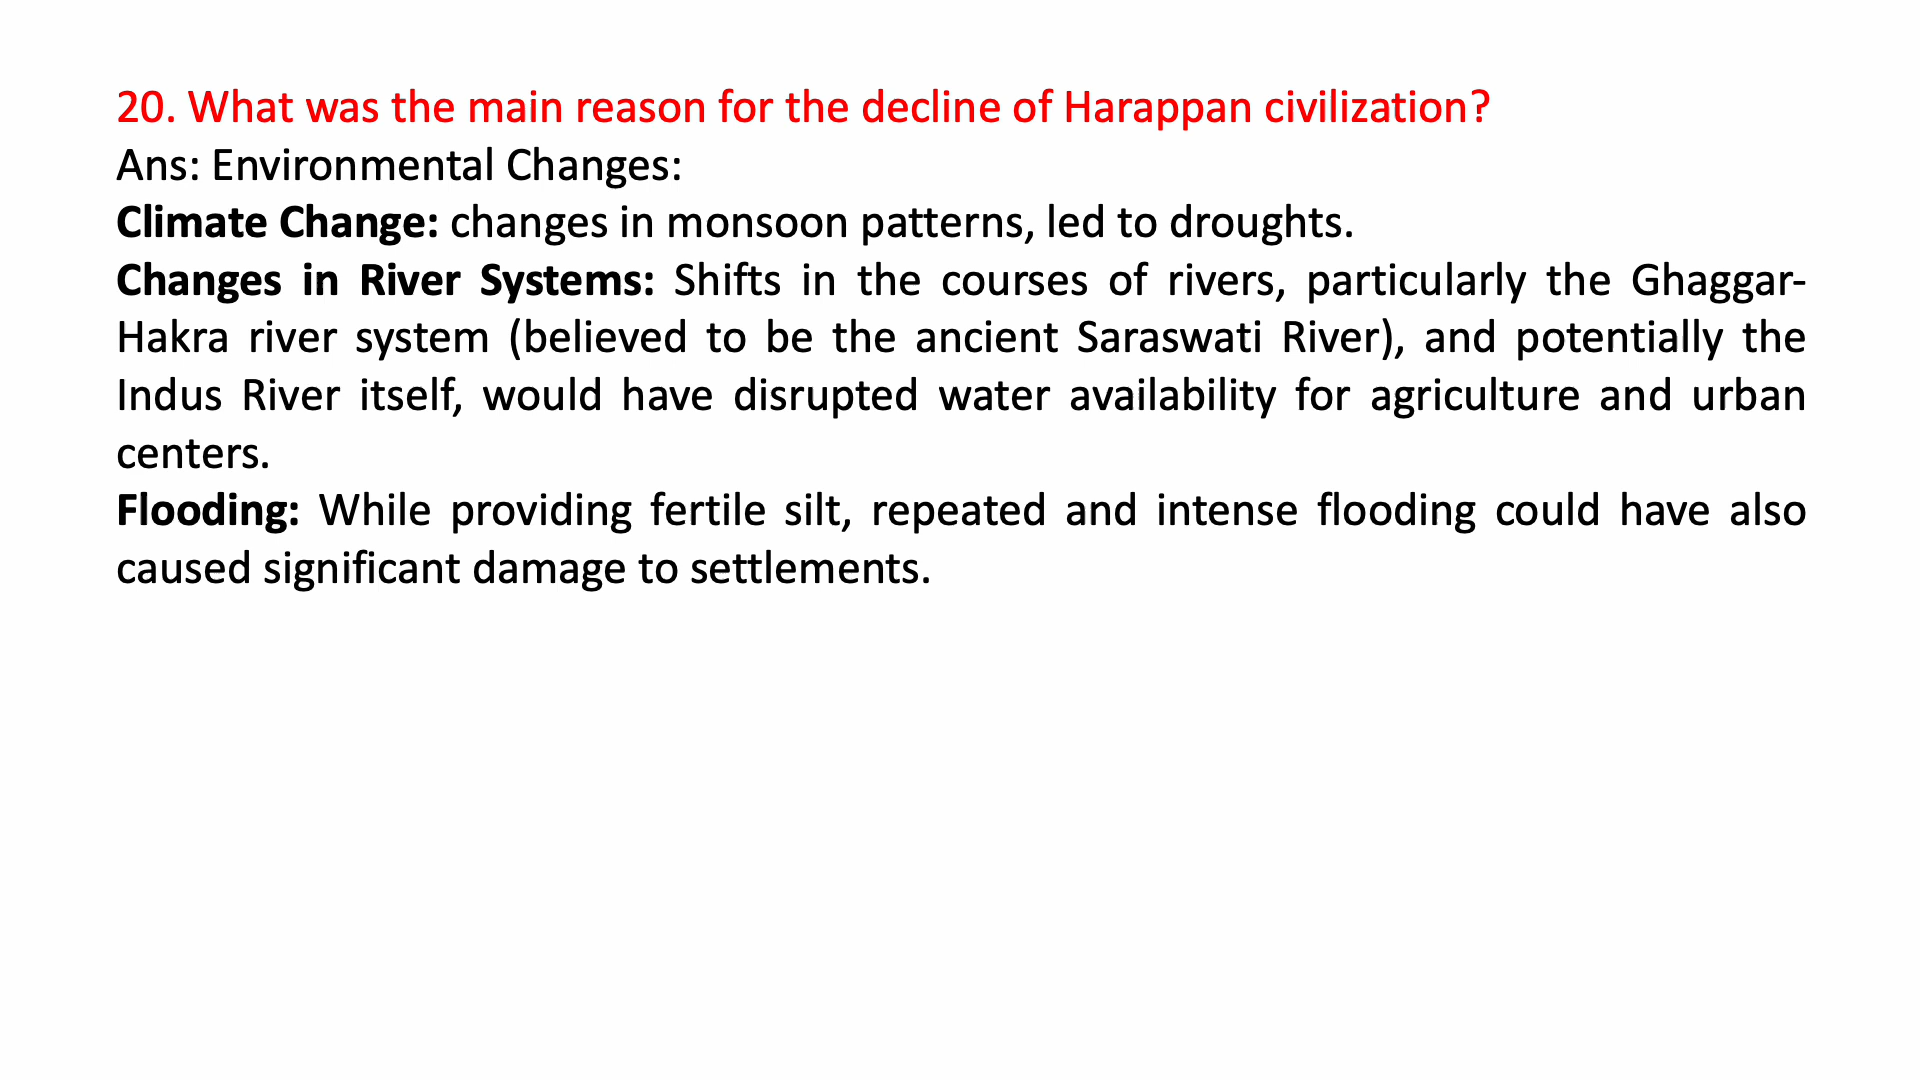 20. What was the main reason for the decline of Harappan civilization?
Ans: Environmental Changes:
Climate Change: changes in monsoon patterns, led to droughts.
Changes in River Systems: Shifts in the courses of rivers, particularly the Ghaggar-
Hakra river system (believed to be the ancient Saraswati River), and potentially the
Indus River itself, would have disrupted water availability for agriculture and urban
centers.
Flooding: While providing fertile silt, repeated and intense flooding could have also
caused significant damage to settlements.